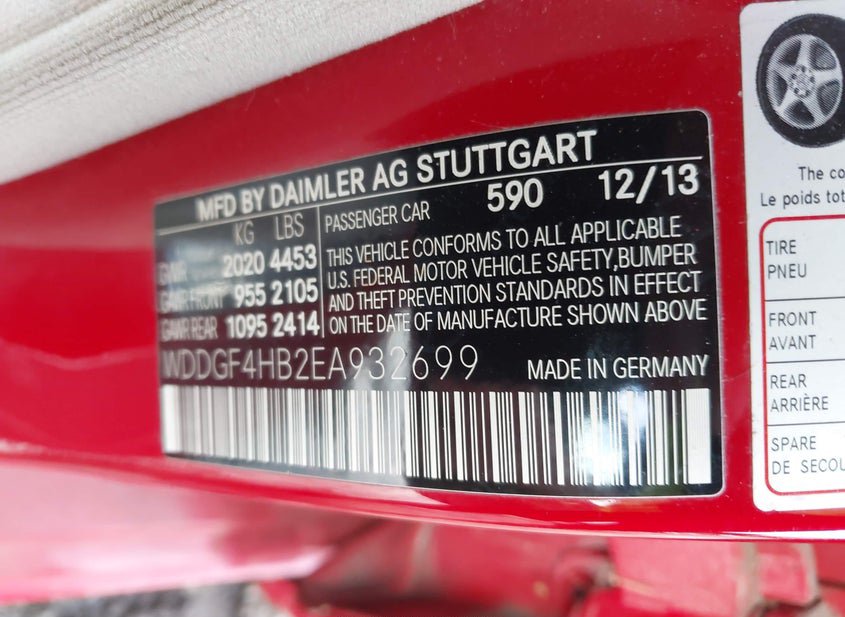 MFD BY DAIMLER AG STUTTGART
KG LBS
GVWR 2020 4453
GAWR FRONT 955 2105
GAWR REAR 1095 2414
PASSENGER CAR 590 12/13
THIS VEHICLE CONFORMS TO ALL APPLICABLE
U.S. FEDERAL MOTOR VEHICLE SAFETY,BUMPER
AND THEFT PREVENTION STANDARDS IN EFFECT
ON THE DATE OF MANUFACTURE SHOWN ABOVE
WDDGF4HB2EA932699 MADE IN GERMANY
The co
Le poids tot
TIRE
PNEU
FRONT
AVANT
REAR
ARRIÈRE
SPARE
DE SECOU